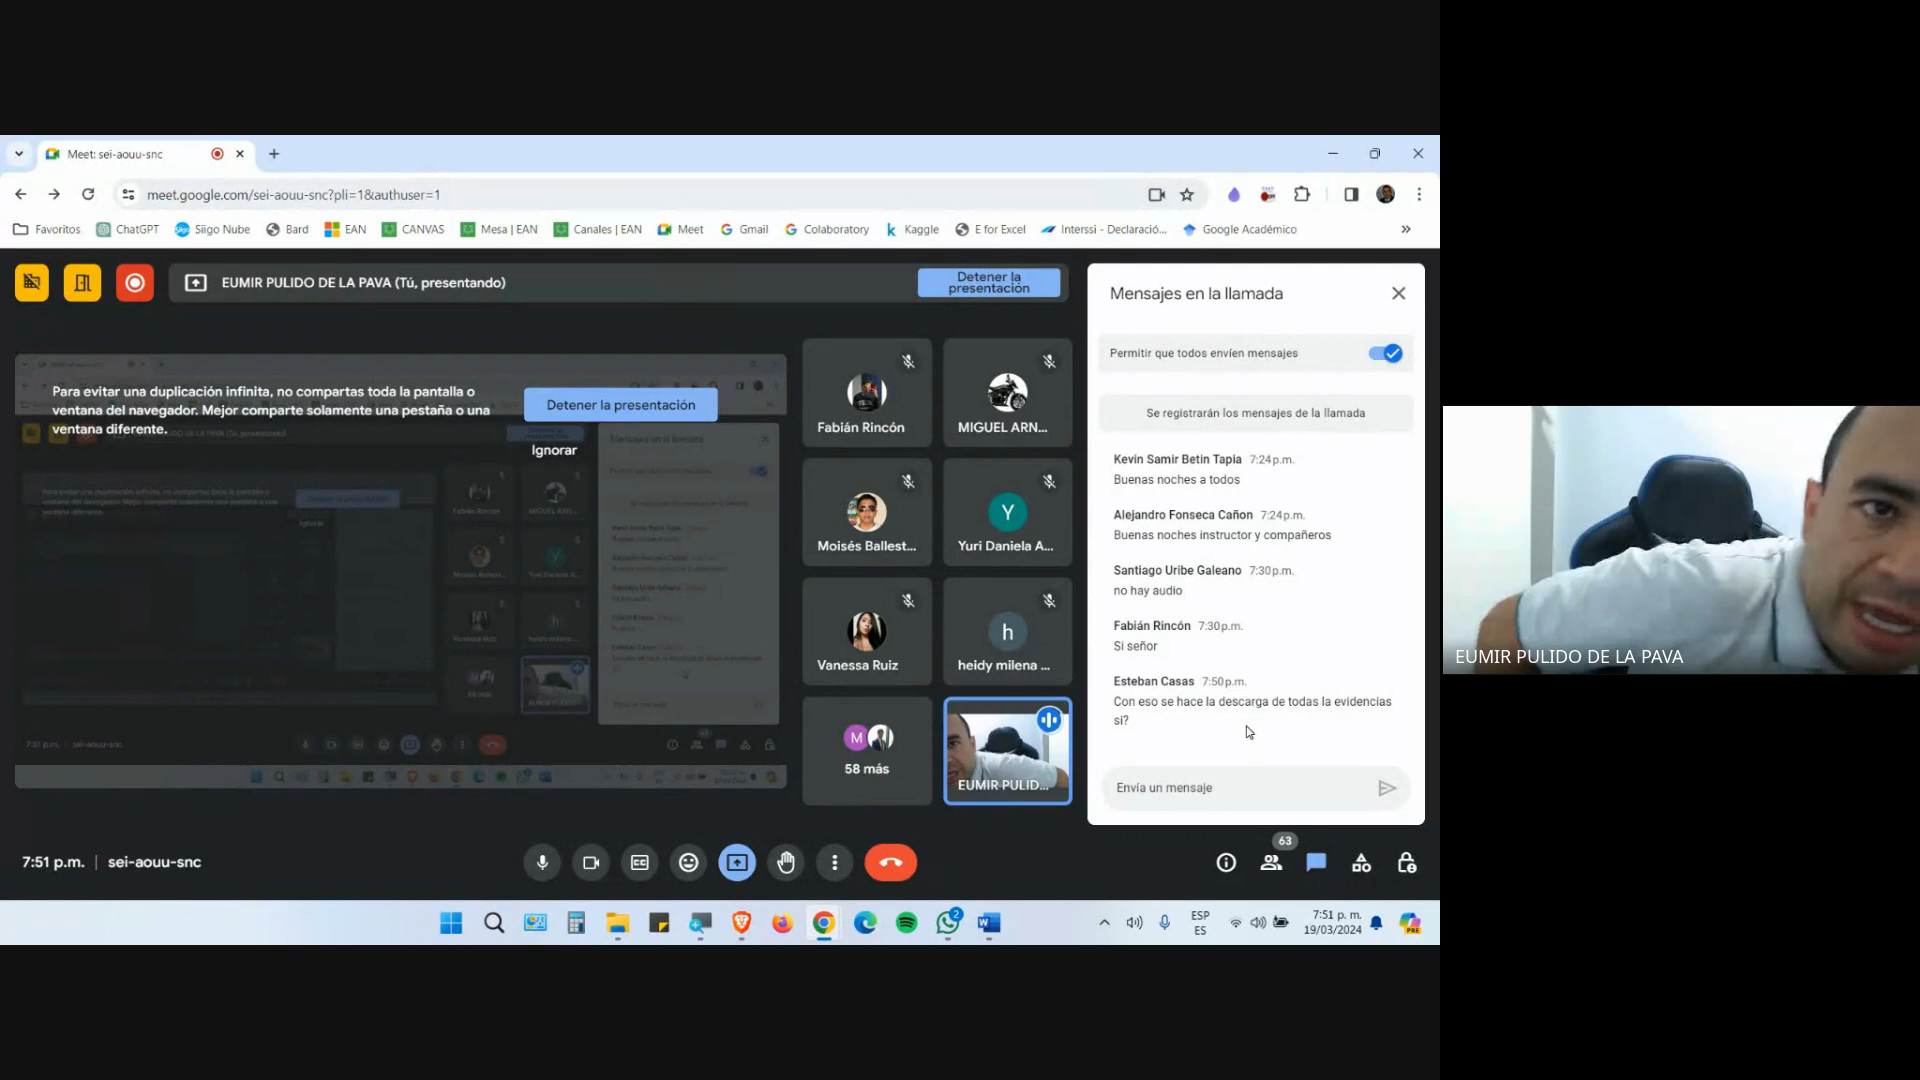 Meet: sei-aouu-snc
meet.google.com/sei-aouu-snc?pli=1&authuser=1
Favoritos ChatGPT Siigo Nube Bard EAN CANVAS Mesa | EAN Canales | EAN Meet Gmail Colaboratory Kaggle E for Excel Interssi - Declaració... Google Académico »
EUMIR PULIDO DE LA PAVA (Tú, presentando)
Detener la
presentación
Para evitar una duplicación infinita, no compartas toda la pantalla o
ventana del navegador. Mejor comparte solamente una pestaña o una
ventana diferente.
Detener la presentación
Ignorar
Fabián Rincón
MIGUEL ARN...
Moisés Ballest...
Y
Yuri Daniela A...
Vanessa Ruiz
h
heidy milena ...
M
58 más
EUMIR PULID...
Mensajes en la llamada
Permitir que todos envíen mensajes
Se registrarán los mensajes de la llamada
Kevin Samir Betin Tapia 7:24 p.m.
Buenas noches a todos
Alejandro Fonseca Cañon 7:24 p.m.
Buenas noches instructor y compañeros
Santiago Uribe Galeano 7:30 p.m.
no hay audio
Fabián Rincón 7:30 p.m.
Si señor
Esteban Casas 7:50 p.m.
Con eso se hace la descarga de todas la evidencias
si?
Envía un mensaje
EUMIR PULIDO DE LA PAVA
7:51 p.m. | sei-aouu-snc
63
2
ESP
ES
7:51 p. m.
19/03/2024
PRE